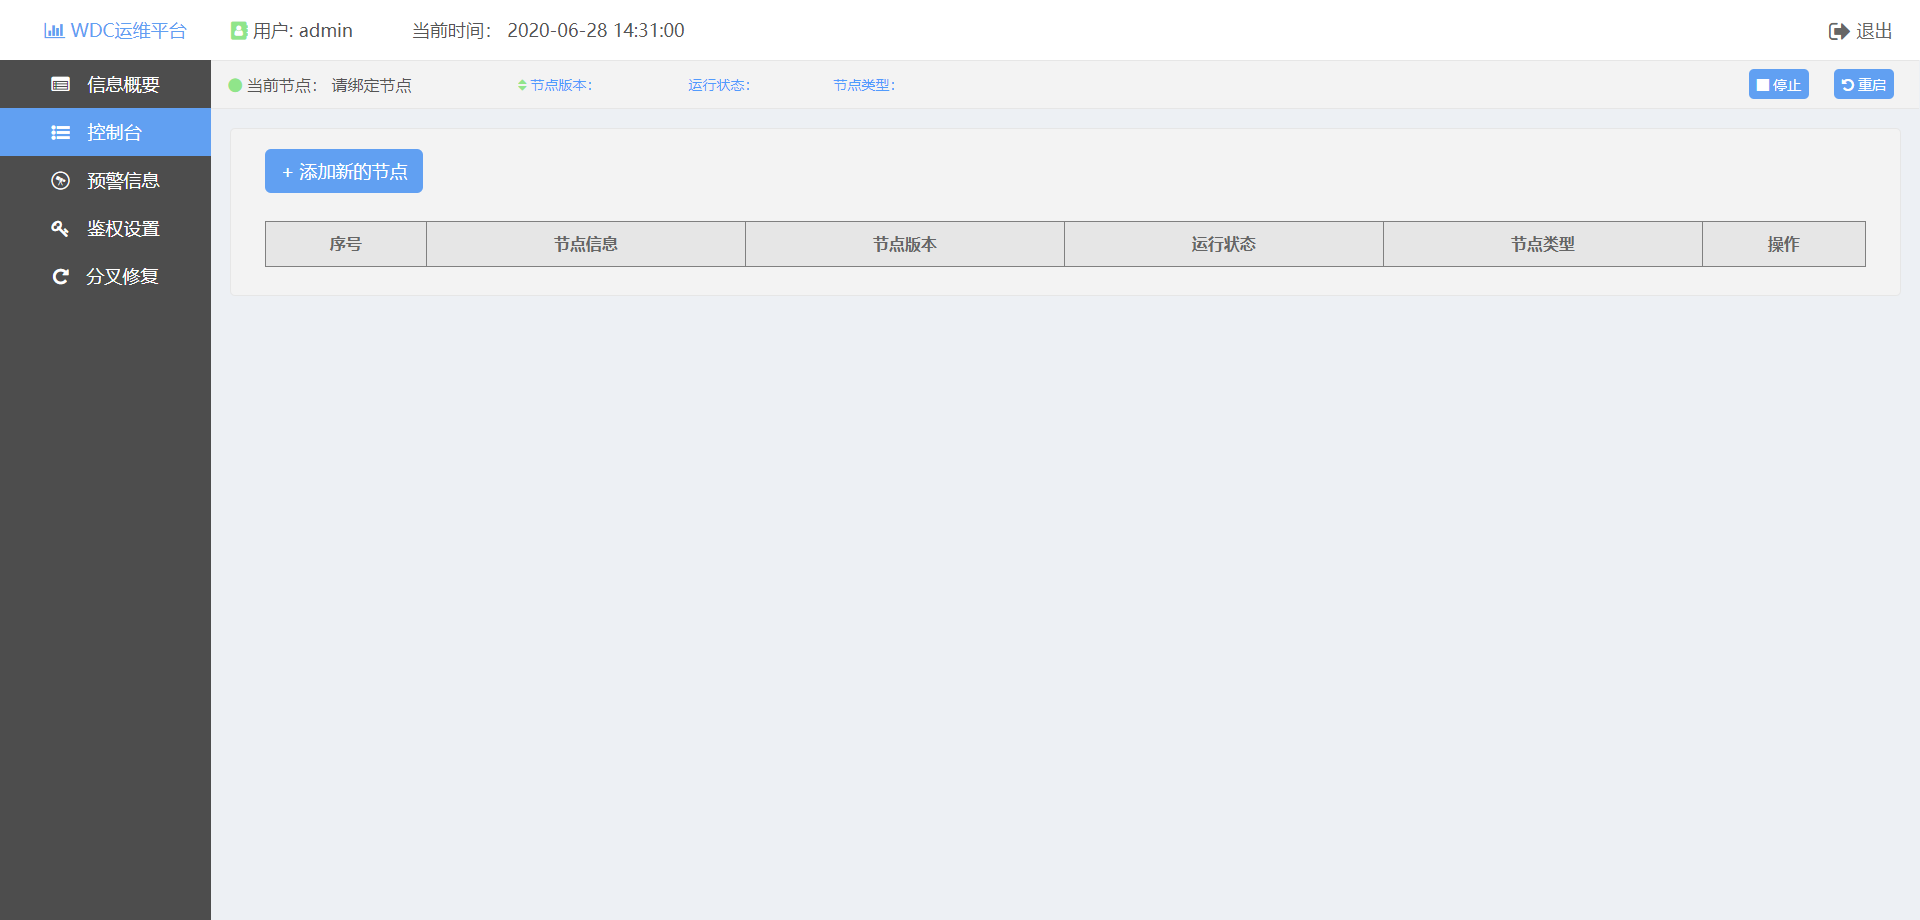 WDC运维平台 用户: admin 当前时间： 2020-06-28 14:31:00 退出
信息概要
控制台
预警信息
鉴权设置
分叉修复
当前节点： 请绑定节点 节点版本： 运行状态： 节点类型： 停止 重启
+ 添加新的节点
序号 节点信息 节点版本 运行状态 节点类型 操作